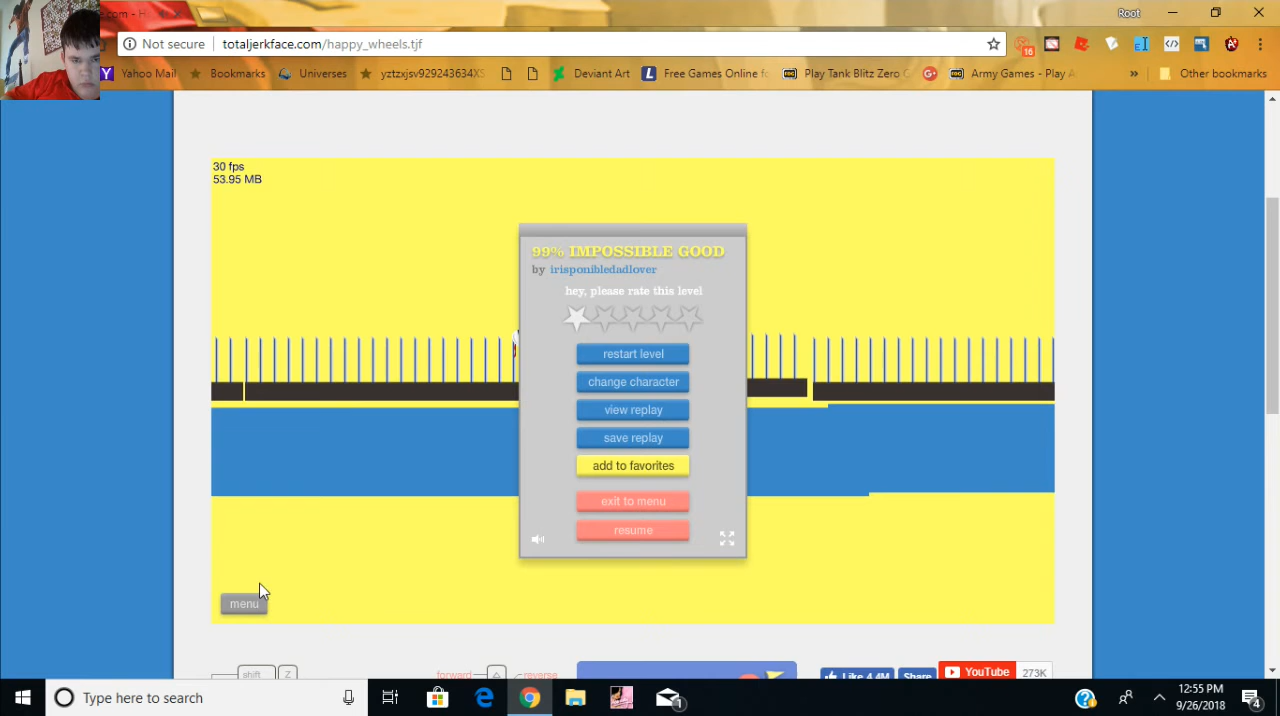 e.com - H
Root
Not secure totaljerkface.com/happy_wheels.tjf
16
Yahoo Mail Bookmarks Universes yztzxjsv929243634XS Deviant Art Free Games Online fo Play Tank Blitz Zero Army Games - Play A » Other bookmarks
30 fps
53.95 MB
99% IMPOSSIBLE GOOD
by irisponibledadlover
hey, please rate this level
restart level
change character
view replay
save replay
add to favorites
exit to menu
resume
menu
shift Z forward reverse Like 4.4M Share YouTube 273K
Type here to search
1
12:55 PM
9/26/2018
4